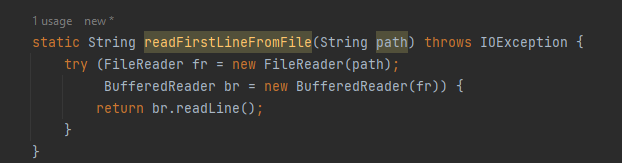 1 usage   new *
static String readFirstLineFromFile(String path) throws IOException {
    try (FileReader fr = new FileReader(path);
         BufferedReader br = new BufferedReader(fr)) {
        return br.readLine();
    }
}